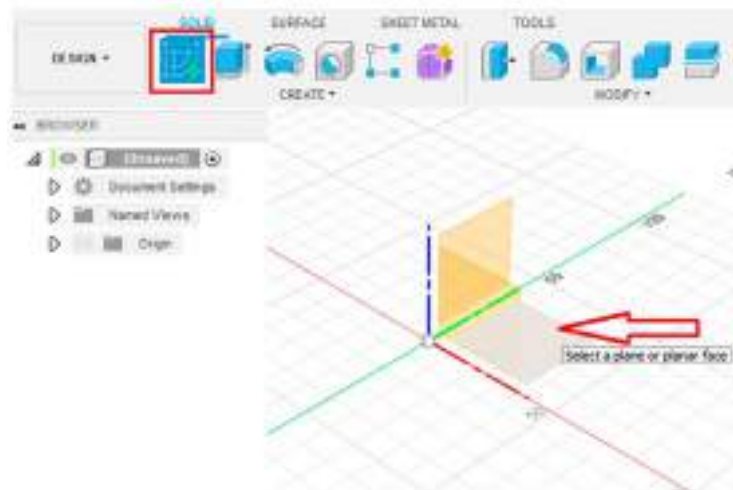 SOLID SURFACE SHEET METAL TOOLS
DESIGN
CREATE MODIFY
BROWSER
(Unsaved)
Document Settings
Named Views
Origin
Select a plane or planar face